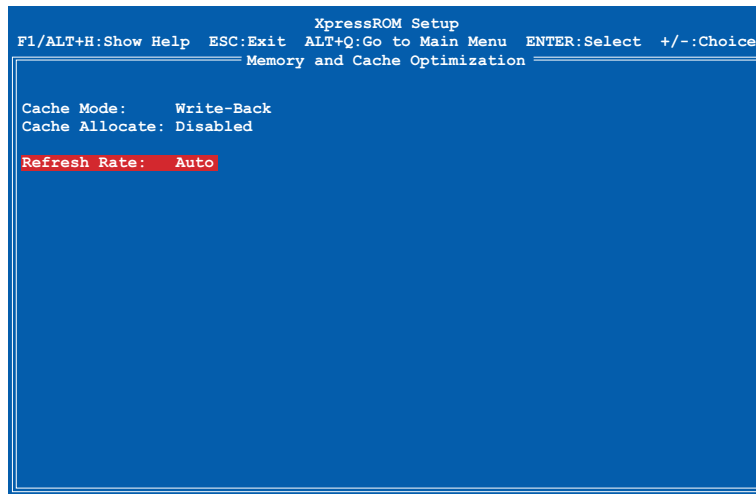 XpressROM Setup
F1/ALT+H:Show Help ESC:Exit ALT+Q:Go to Main Menu ENTER:Select +/-:Choice
Memory and Cache Optimization
Cache Mode: Write-Back
Cache Allocate: Disabled
Refresh Rate: Auto